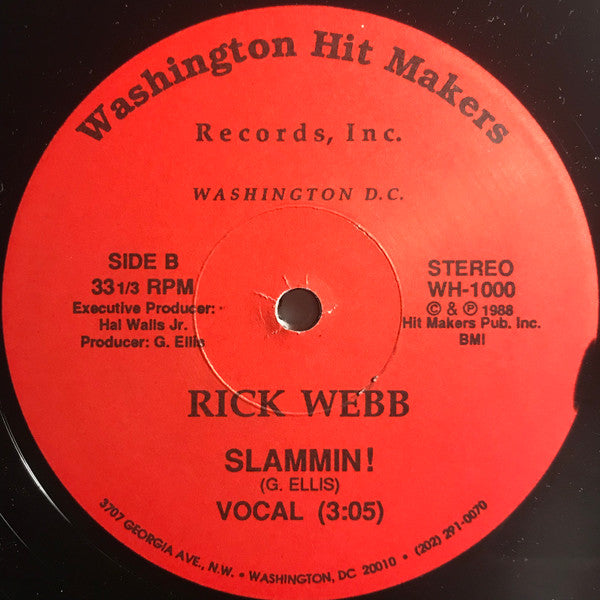 Washington Hit Makers
Records, Inc.
WASHINGTON D.C.
SIDE B
33 1/3 RPM
Executive Producer:
Hal Walls Jr.
Producer: G. Ellis
STEREO
WH-1000
© & ℗ 1988
Hit Makers Pub. Inc.
BMI
RICK WEBB
SLAMMIN!
(G. ELLIS)
VOCAL (3:05)
3707 GEORGIA AVE., N.W. • WASHINGTON, DC 20010 • (202) 291-0070